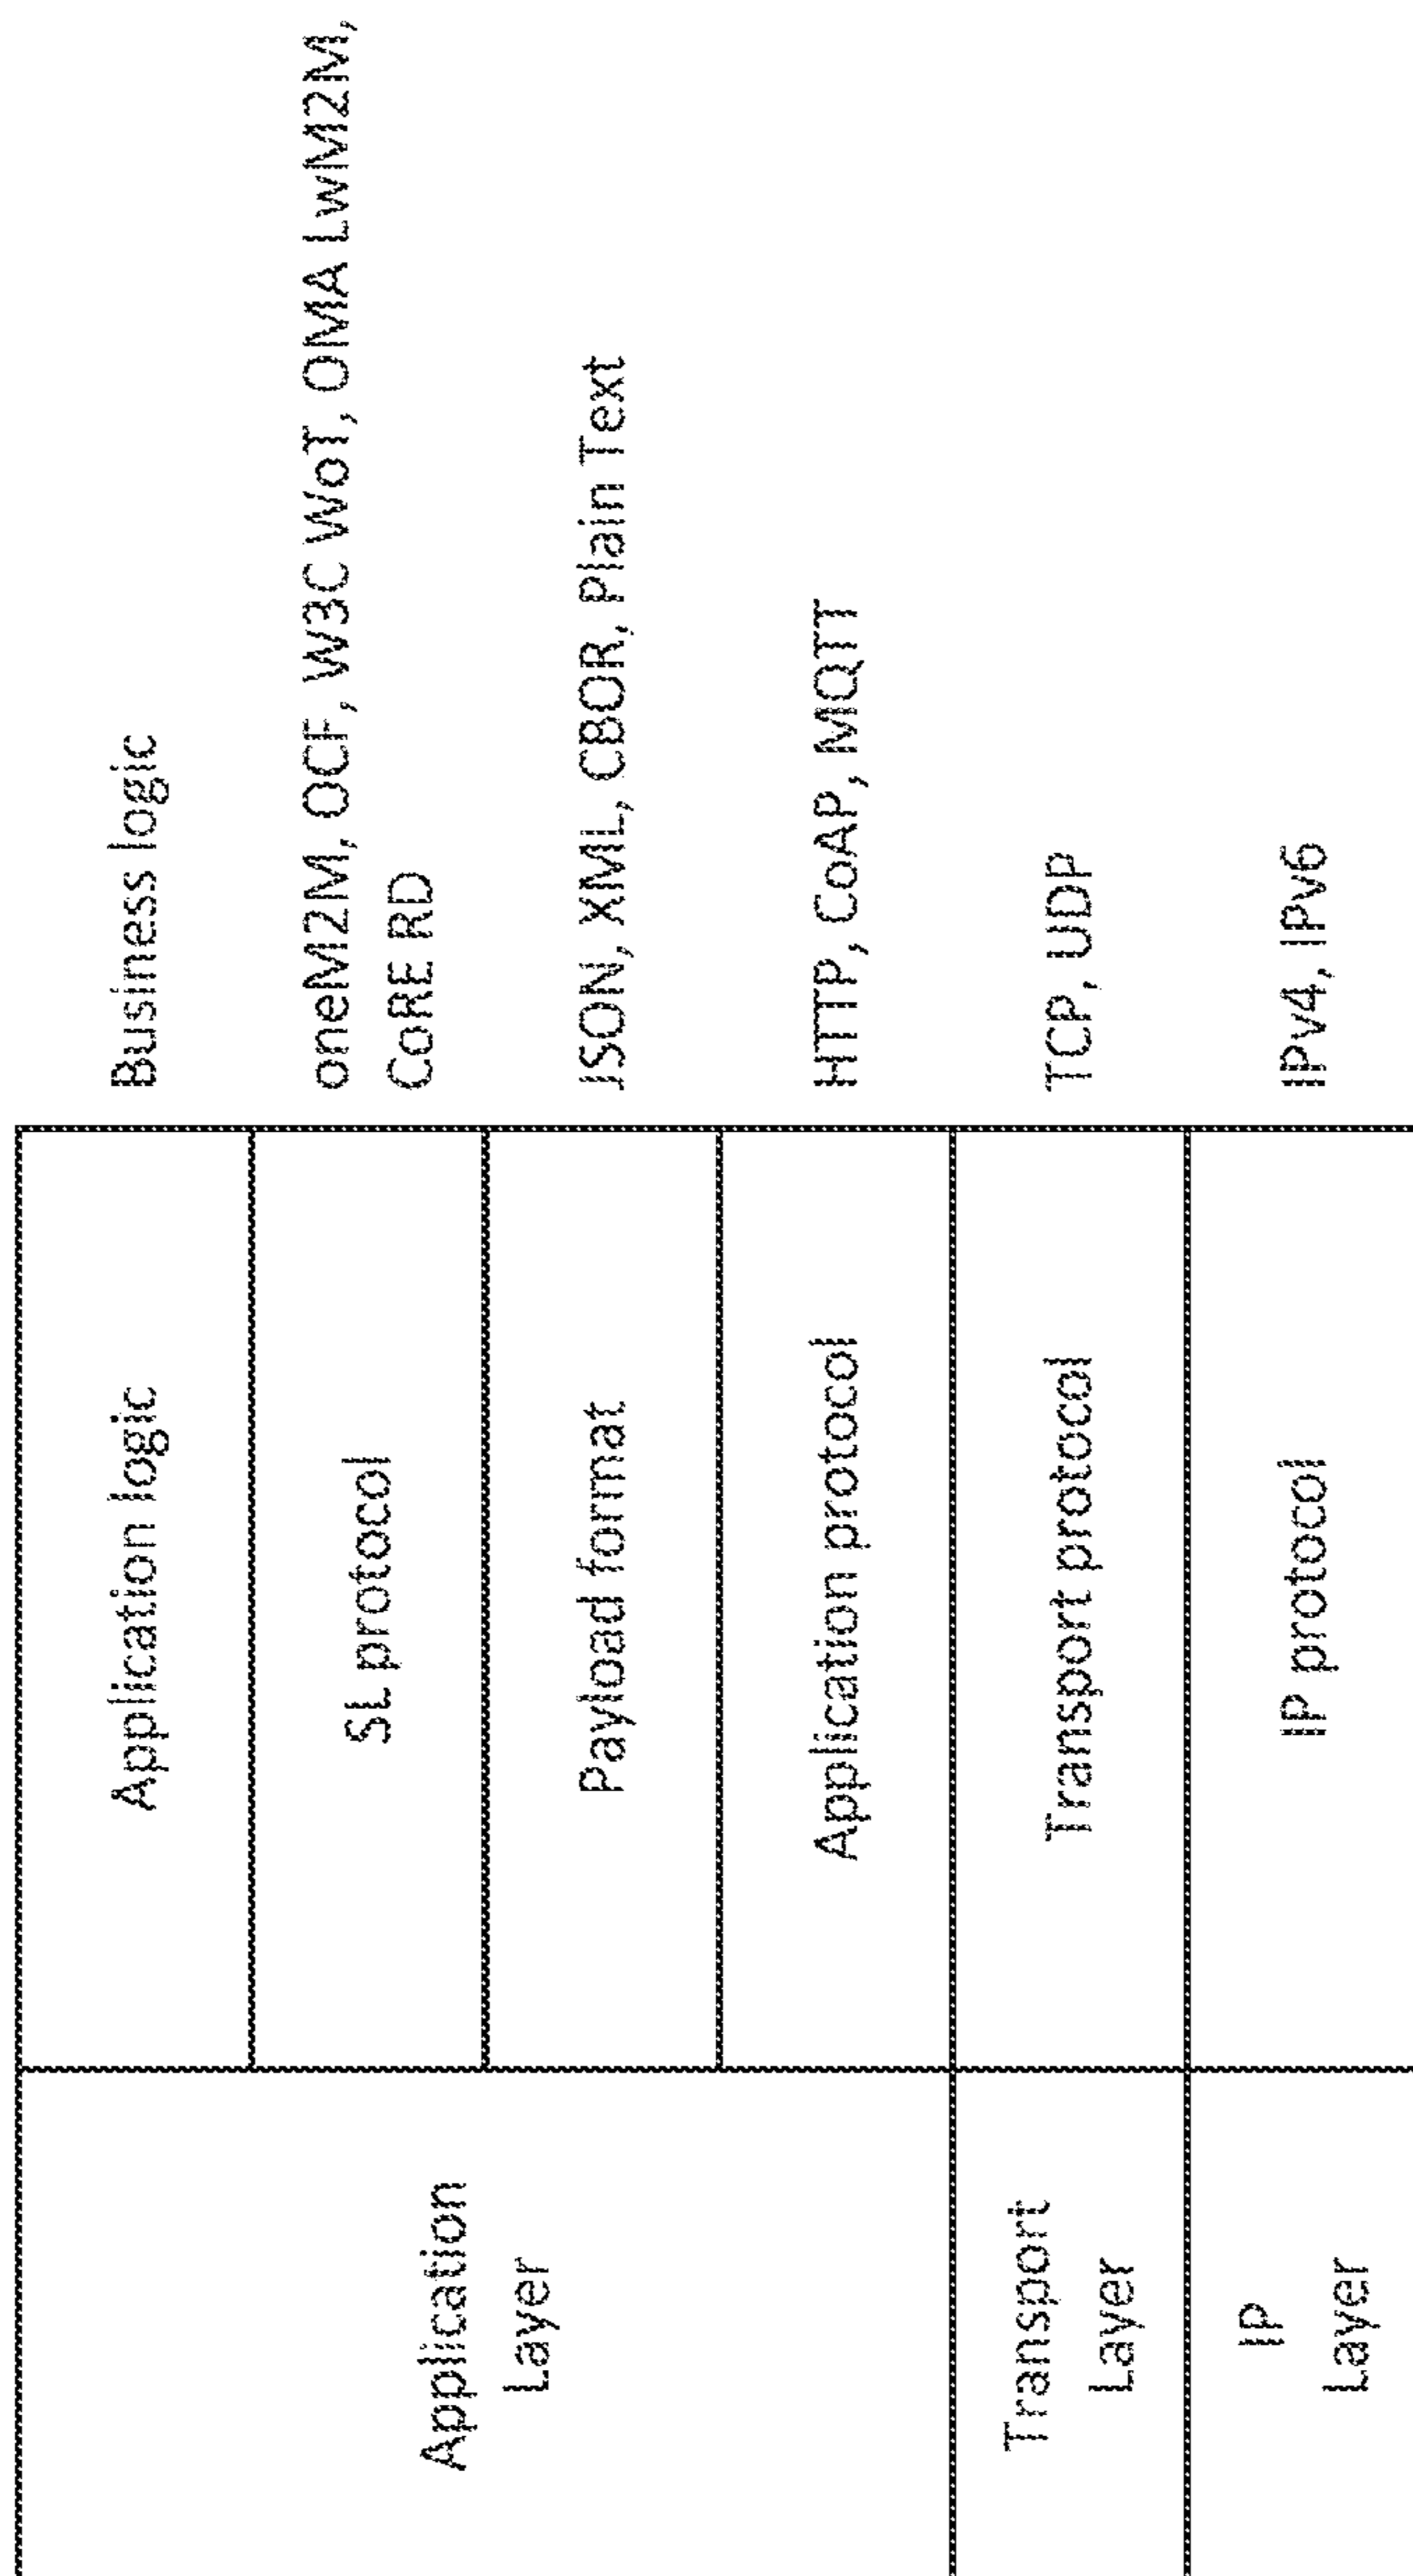 Application
Layer
Application logic
Business logic
SL protocol
oneM2M, OCF, W3C WoT, OMA LwM2M,
CoRE RD
Payload format
JSON, XML, CBOR, Plain Text
Application protocol
HTTP, CoAP, MQTT
Transport
Layer
Transport protocol
TCP, UDP
IP
Layer
IP protocol
IPv4, IPv6